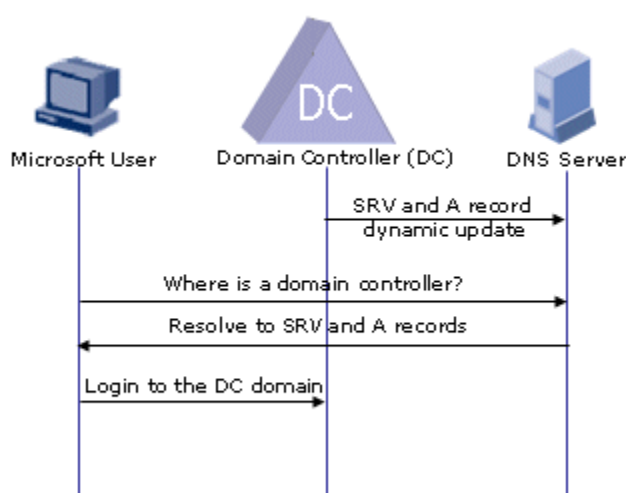 DC
Microsoft User
Domain Controller (DC)
DNS Server
SRV and A record
dynamic update
Where is a domain controller?
Resolve to SRV and A records
Login to the DC domain